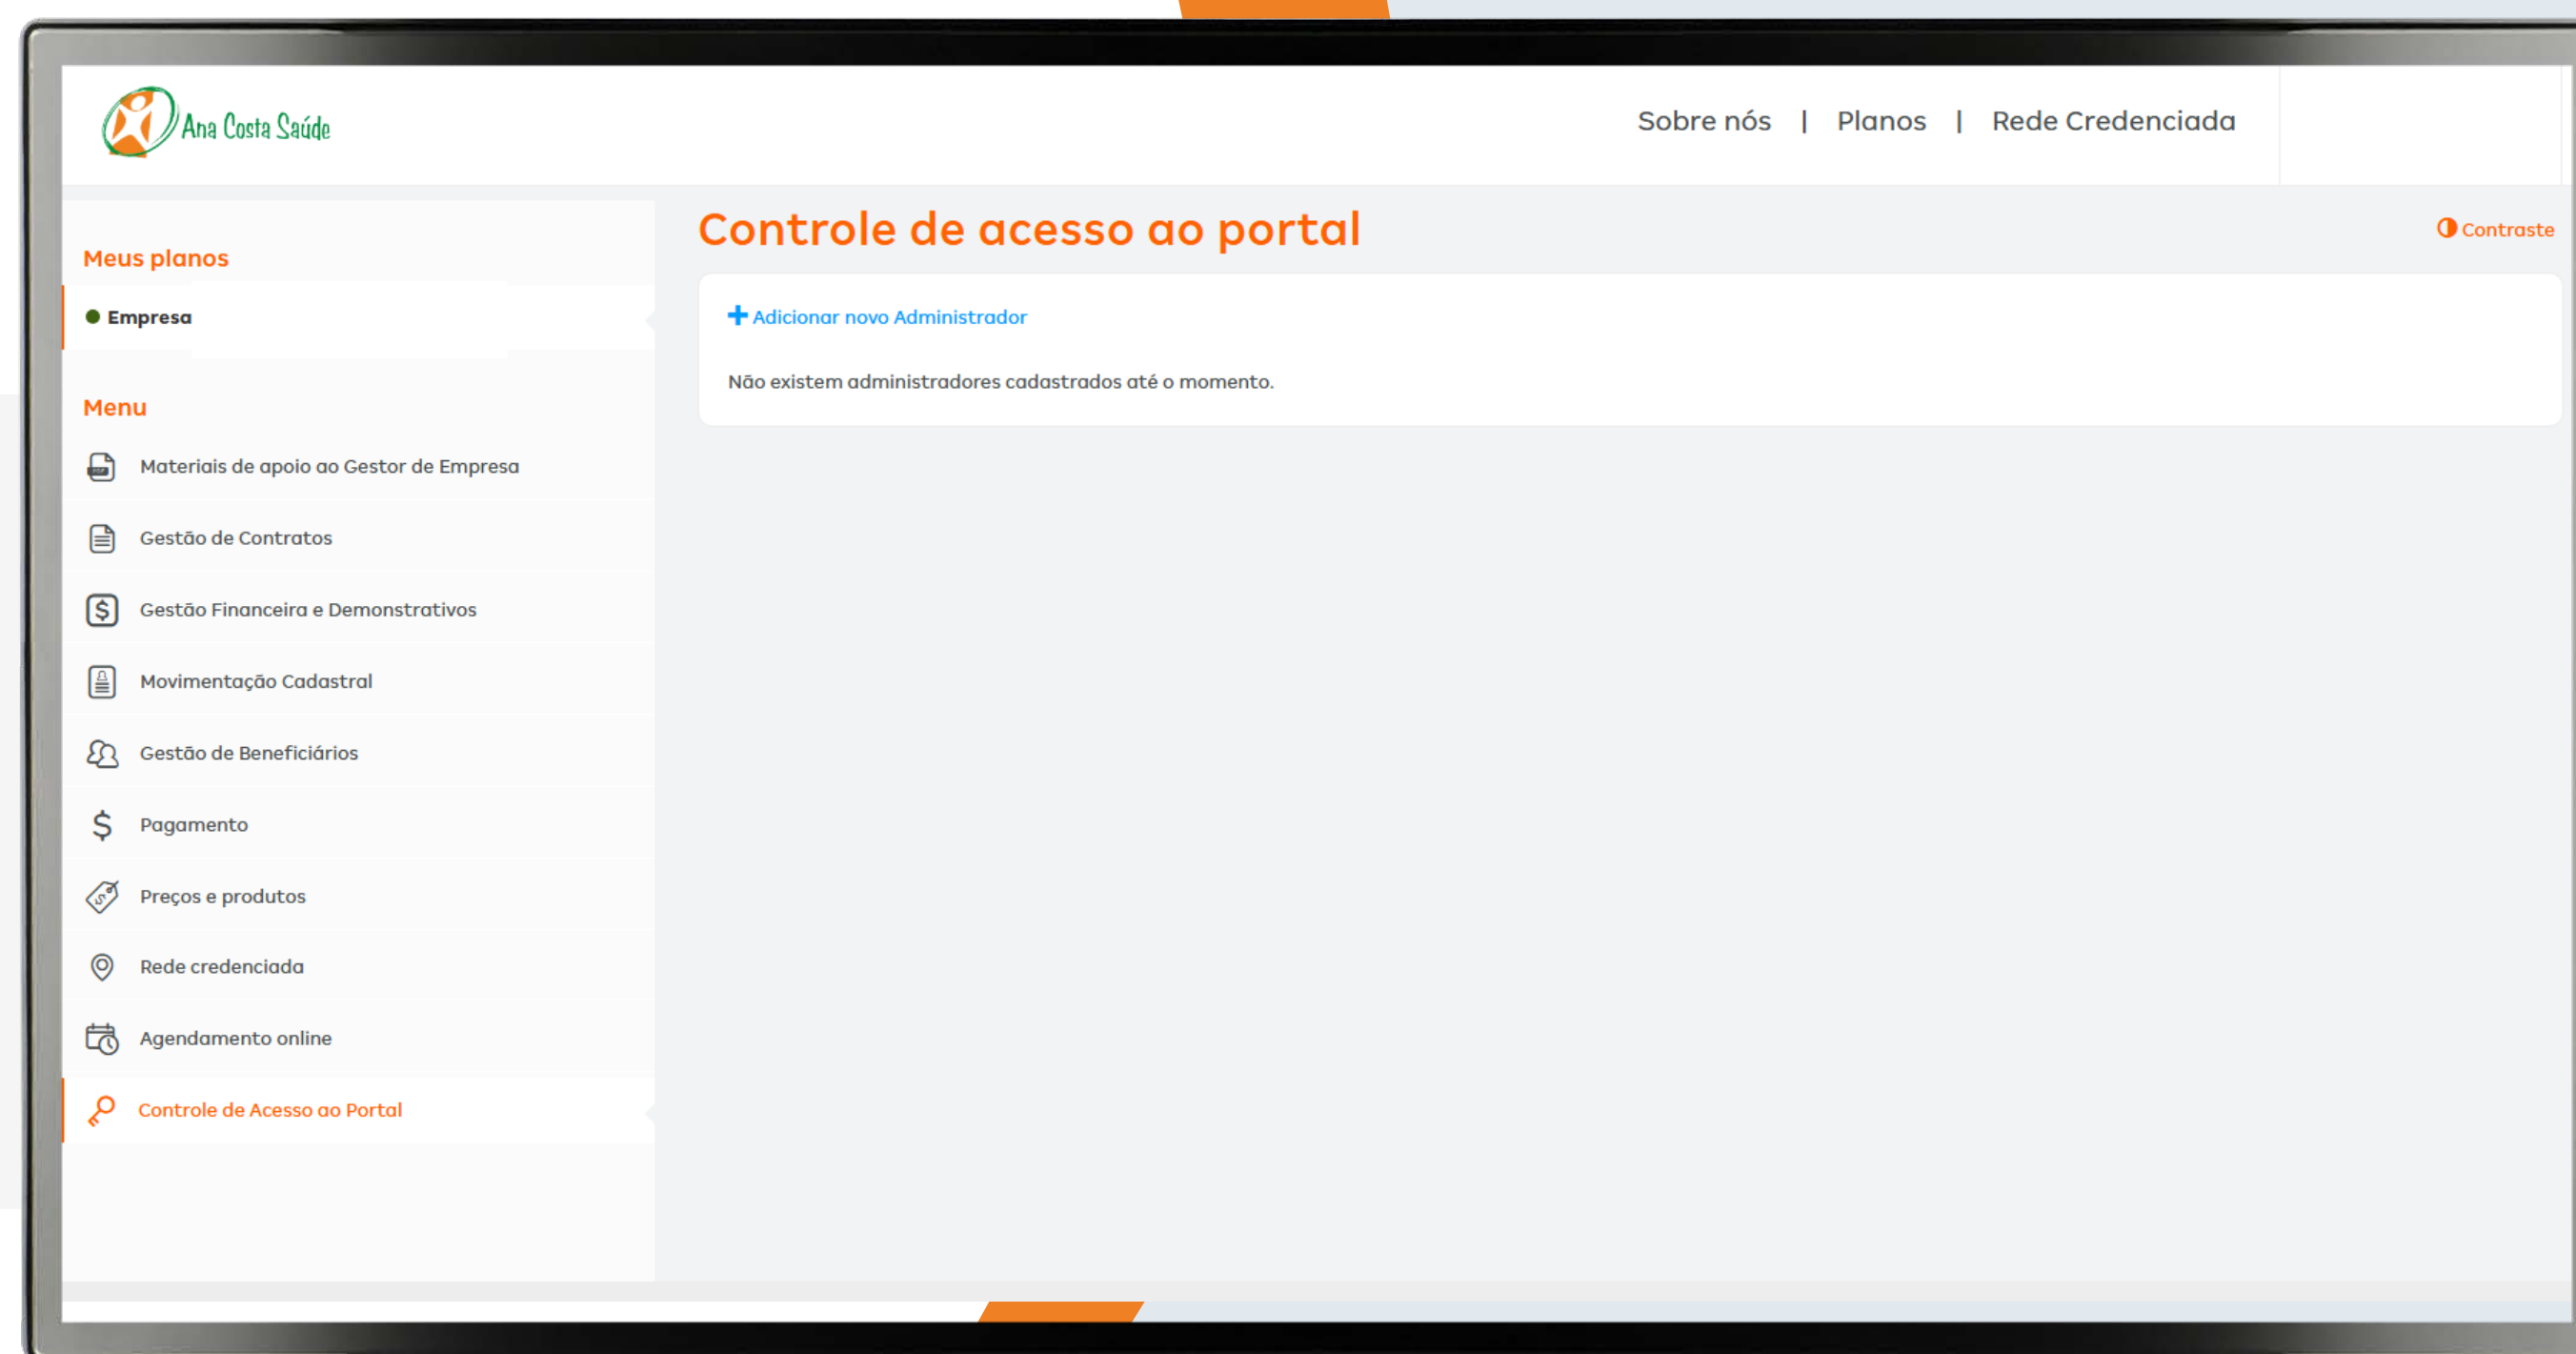 Ana Costa Saúde
Sobre nós | Planos | Rede Credenciada
Meus planos
Empresa
Menu
Materiais de apoio ao Gestor de Empresa
Gestão de Contratos
Gestão Financeira e Demonstrativos
Movimentação Cadastral
Gestão de Beneficiários
Pagamento
Preços e produtos
Rede credenciada
Agendamento online
Controle de Acesso ao Portal
Controle de acesso ao portal
Contraste
Adicionar novo Administrador
Não existem administradores cadastrados até o momento.